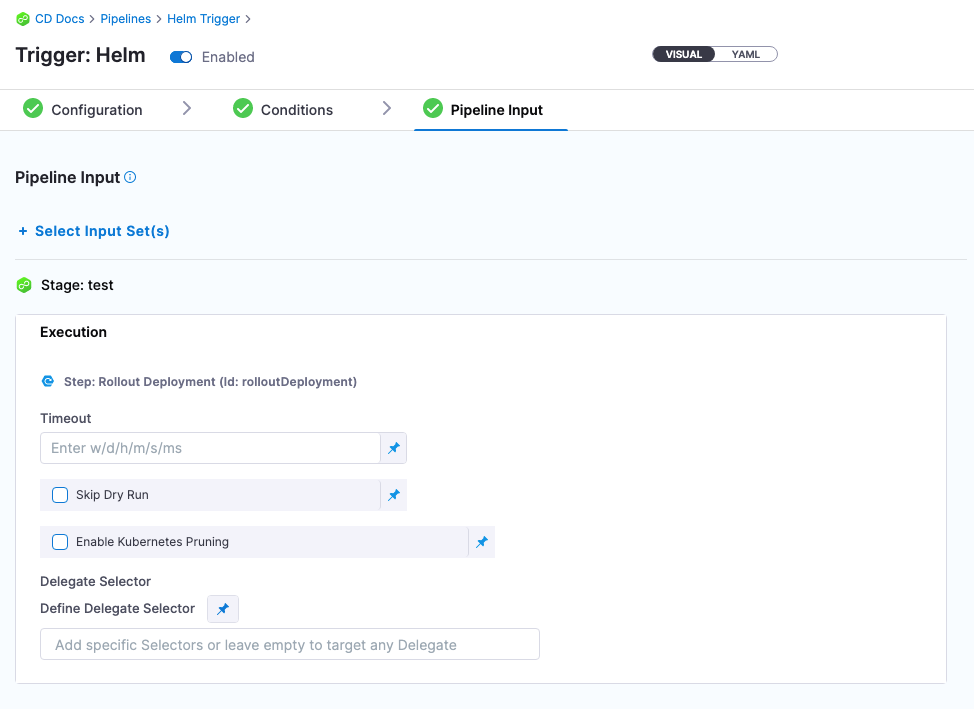 CD Docs > Pipelines > Helm Trigger >
Trigger: Helm Enabled VISUAL YAML
Configuration > Conditions > Pipeline Input
Pipeline Input
+ Select Input Set(s)
Stage: test
Execution
Step: Rollout Deployment (Id: rolloutDeployment)
Timeout
Enter w/d/h/m/s/ms
Skip Dry Run
Enable Kubernetes Pruning
Delegate Selector
Define Delegate Selector
Add specific Selectors or leave empty to target any Delegate